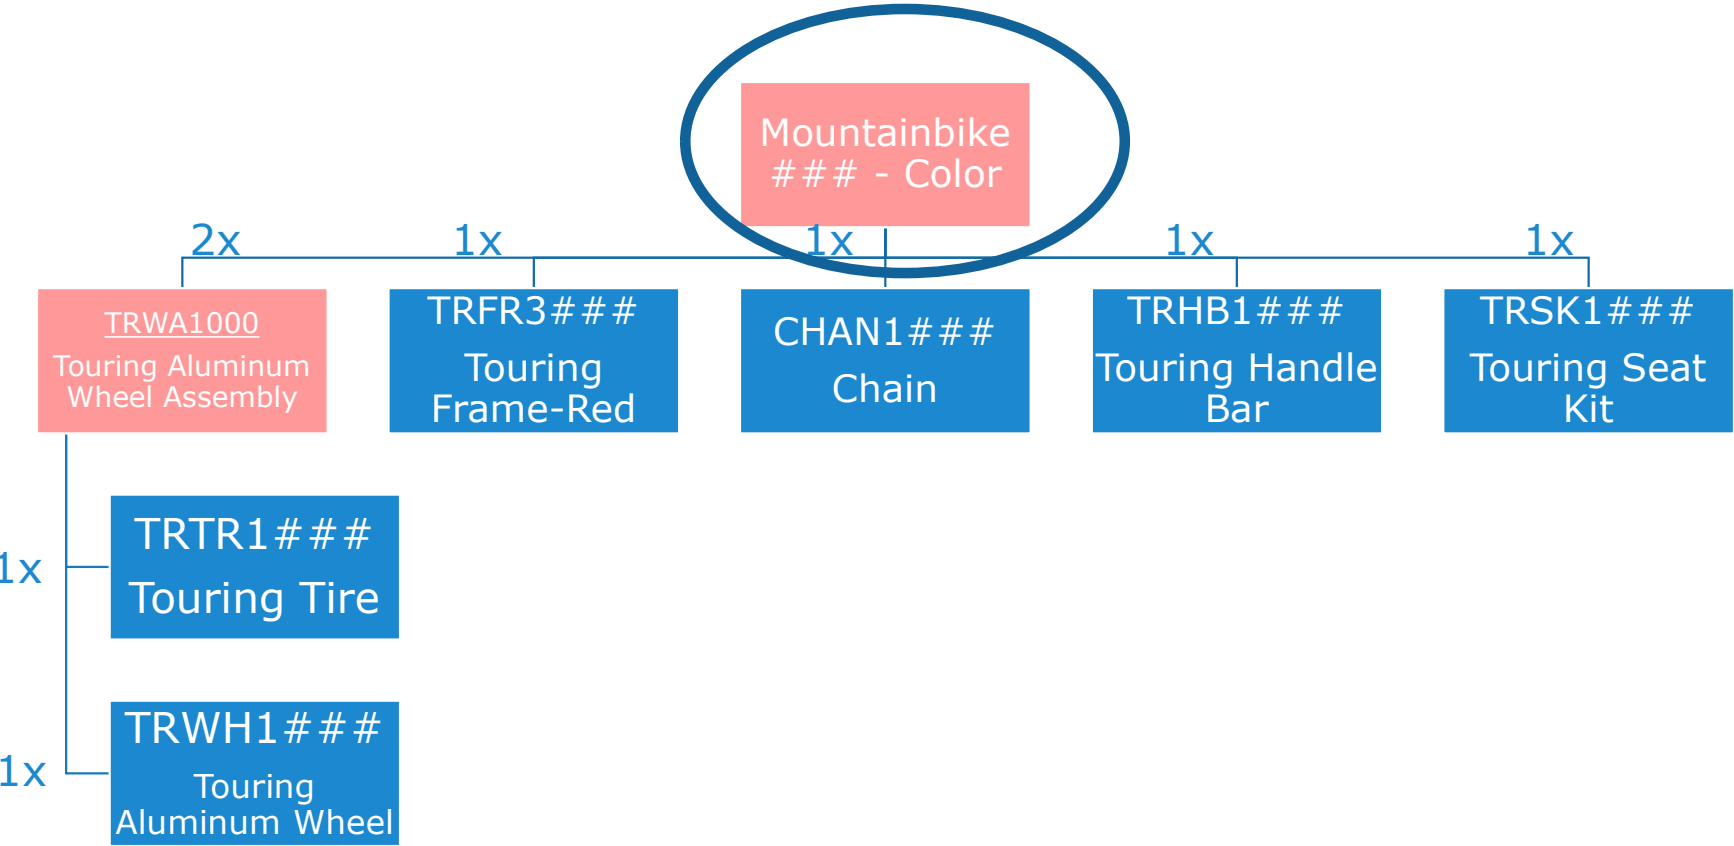 Mountainbike
### - Color
2x
1x
1x
1x
1x
TRWA1000
Touring Aluminum
Wheel Assembly
TRFR3###
Touring
Frame-Red
CHAN1###
Chain
TRHB1###
Touring Handle
Bar
TRSK1###
Touring Seat
Kit
1x
TRTR1###
Touring Tire
1x
TRWH1###
Touring
Aluminum Wheel